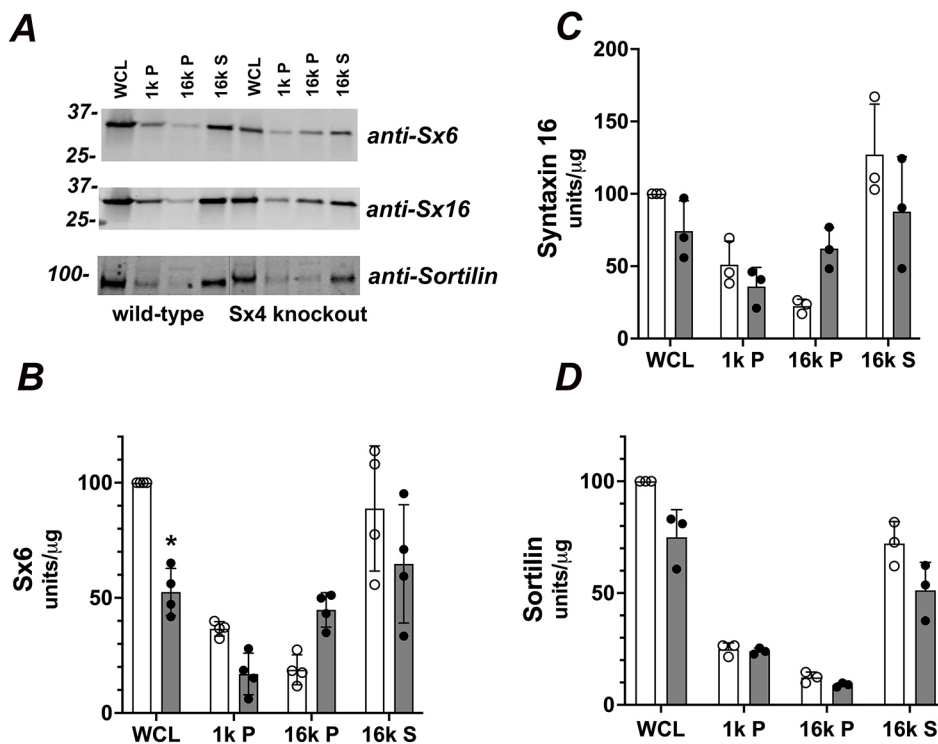 A
WCL 1k P 16k P 16k S WCL 1k P 16k P 16k S
37-
anti-Sx6
25-
37-
anti-Sx16
25-
100-
anti-Sortilin
wild-type Sx4 knockout
C
Syntaxin 16
units/µg
200
150
100
50
0
WCL 1k P 16k P 16k S
B
Sx6
units/µg
100
50
0
*
WCL 1k P 16k P 16k S
D
Sortilin
units/µg
100
50
0
WCL 1k P 16k P 16k S